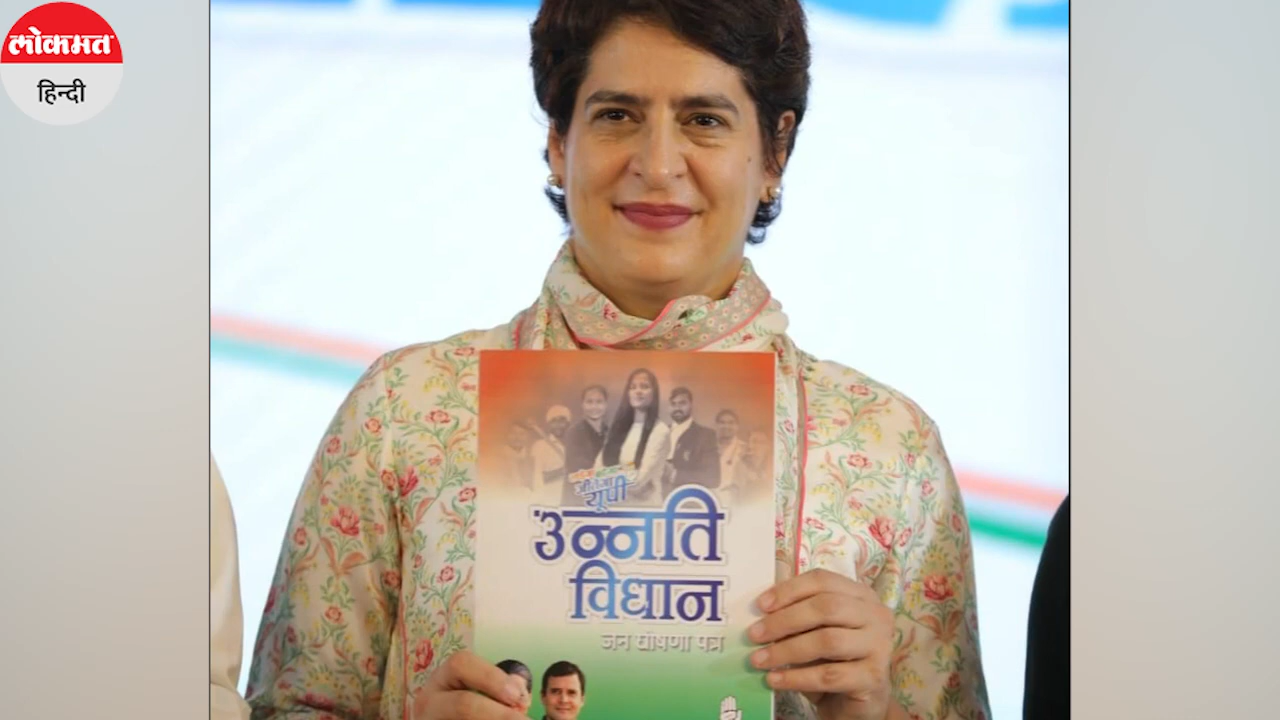 लोकमत
हिन्दी
यूपी
उन्नति
विधान
जन घोषणा पत्र